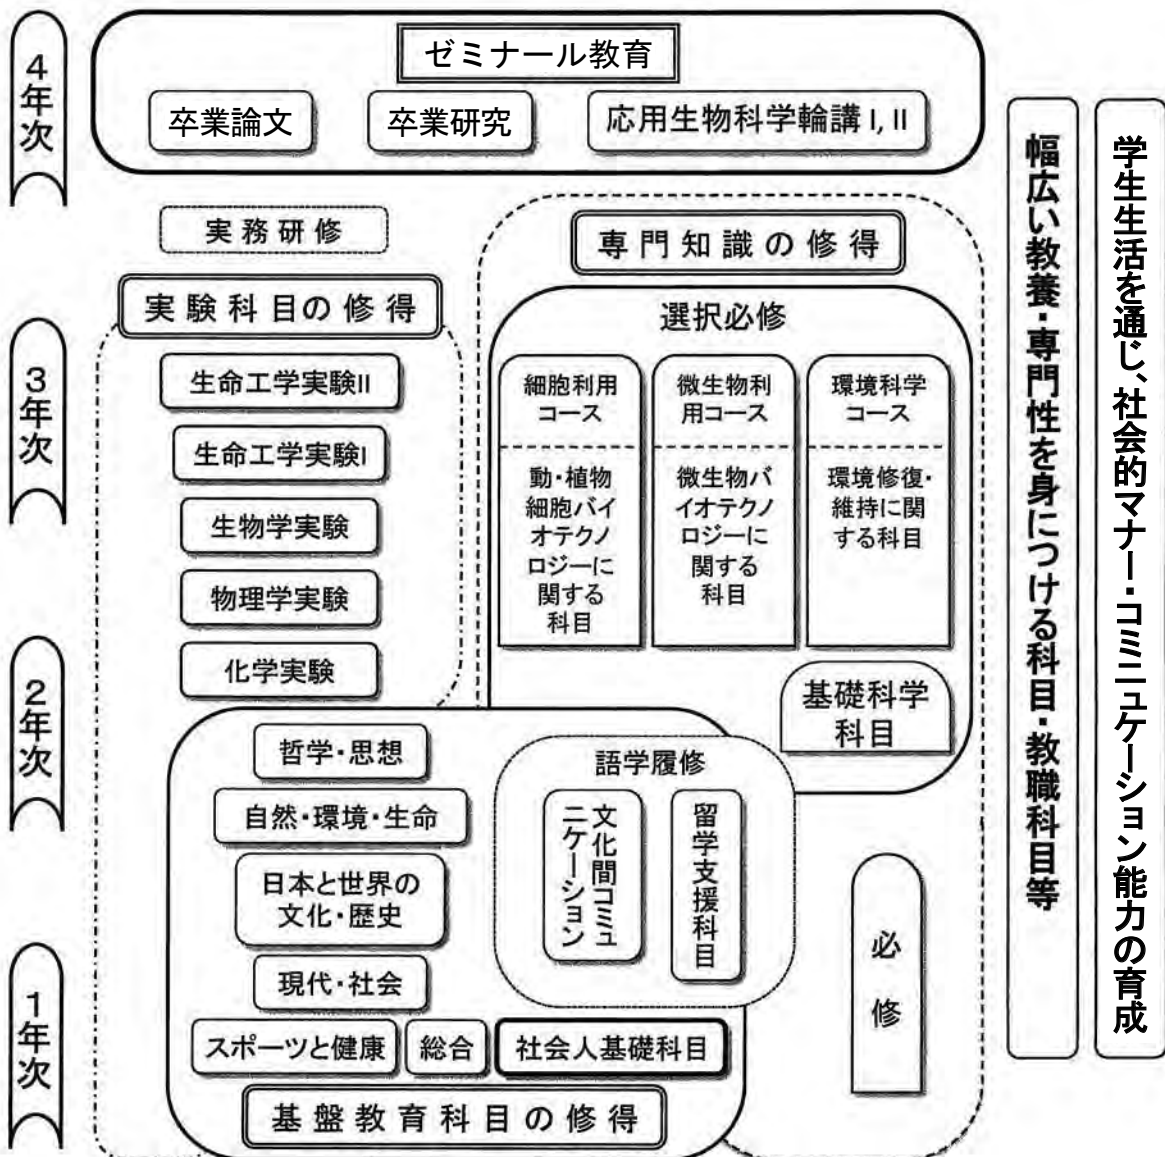 4年次
ゼミナール教育
卒業論文
卒業研究
応用生物科学輪講 I, II
実務研修
専門知識の修得
実験科目の修得
3年次
生命工学実験II
生命工学実験I
生物学実験
物理学実験
化学実験
選択必修
細胞利用
コース
動・植物
細胞バイ
オテクノ
ロジーに
関する
科目
微生物利
用コース
微生物バ
イオテクノ
ロジーに
関する
科目
環境科学
コース
環境修復・
維持に関
する科目
基礎科学
科目
2年次
哲学・思想
自然・環境・生命
日本と世界の
文化・歴史
現代・社会
語学履修
文化間コミュ
ニケーション
留学支援科目
必修
1年次
スポーツと健康
総合
社会人基礎科目
基盤教育科目の修得
幅広い教養・専門性を身につける科目・教職科目等
学生生活を通じ、社会的マナー・コミニュケーション能力の育成